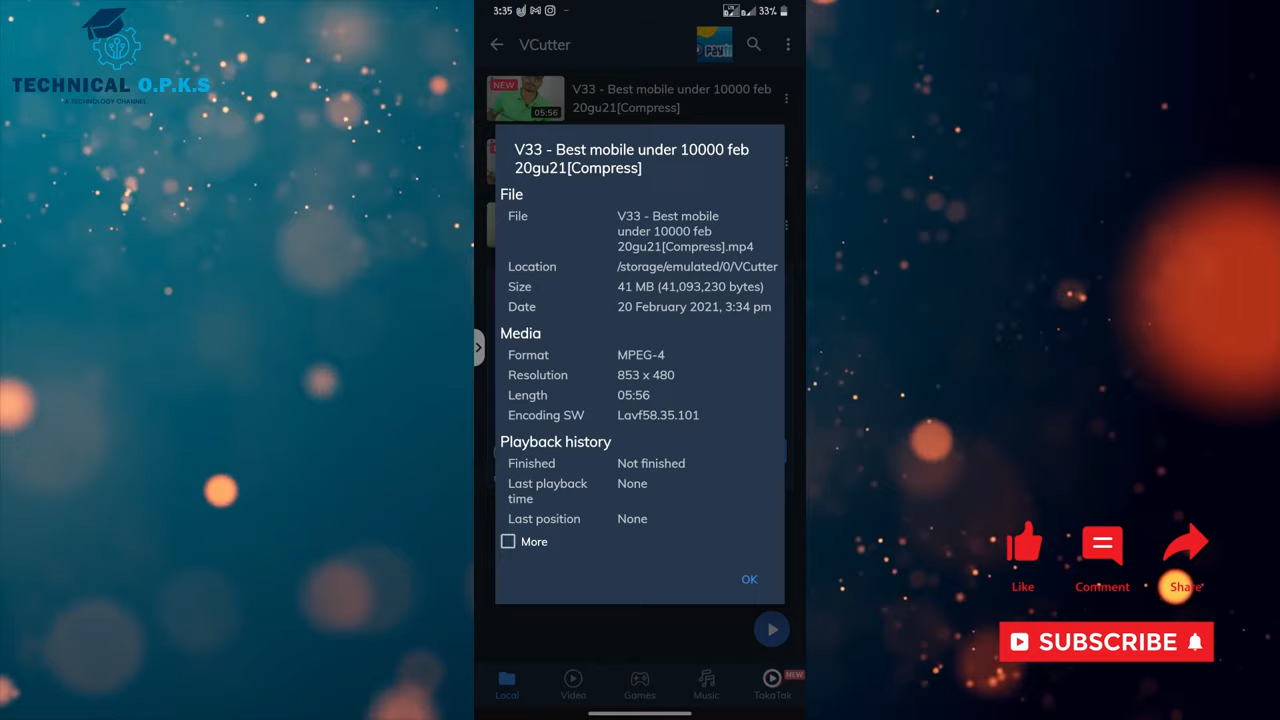 TECHNICAL O.P.K.S
A TECHNOLOGY CHANNEL
3:35
33%
VCutter
payt
NEW
05:56
V33 - Best mobile under 10000 feb
20gu21[Compress]
V33 - Best mobile under 10000 feb
20gu21[Compress]
File
File V33 - Best mobile
under 10000 feb
20gu21[Compress].mp4
Location /storage/emulated/0/VCutter
Size 41 MB (41,093,230 bytes)
Date 20 February 2021, 3:34 pm
Media
Format MPEG-4
Resolution 853 x 480
Length 05:56
Encoding SW Lavf58.35.101
Playback history
Finished Not finished
Last playback None
time
Last position None
More
OK
Local Video Games Music TakaTak NEW
Like Comment Share
SUBSCRIBE